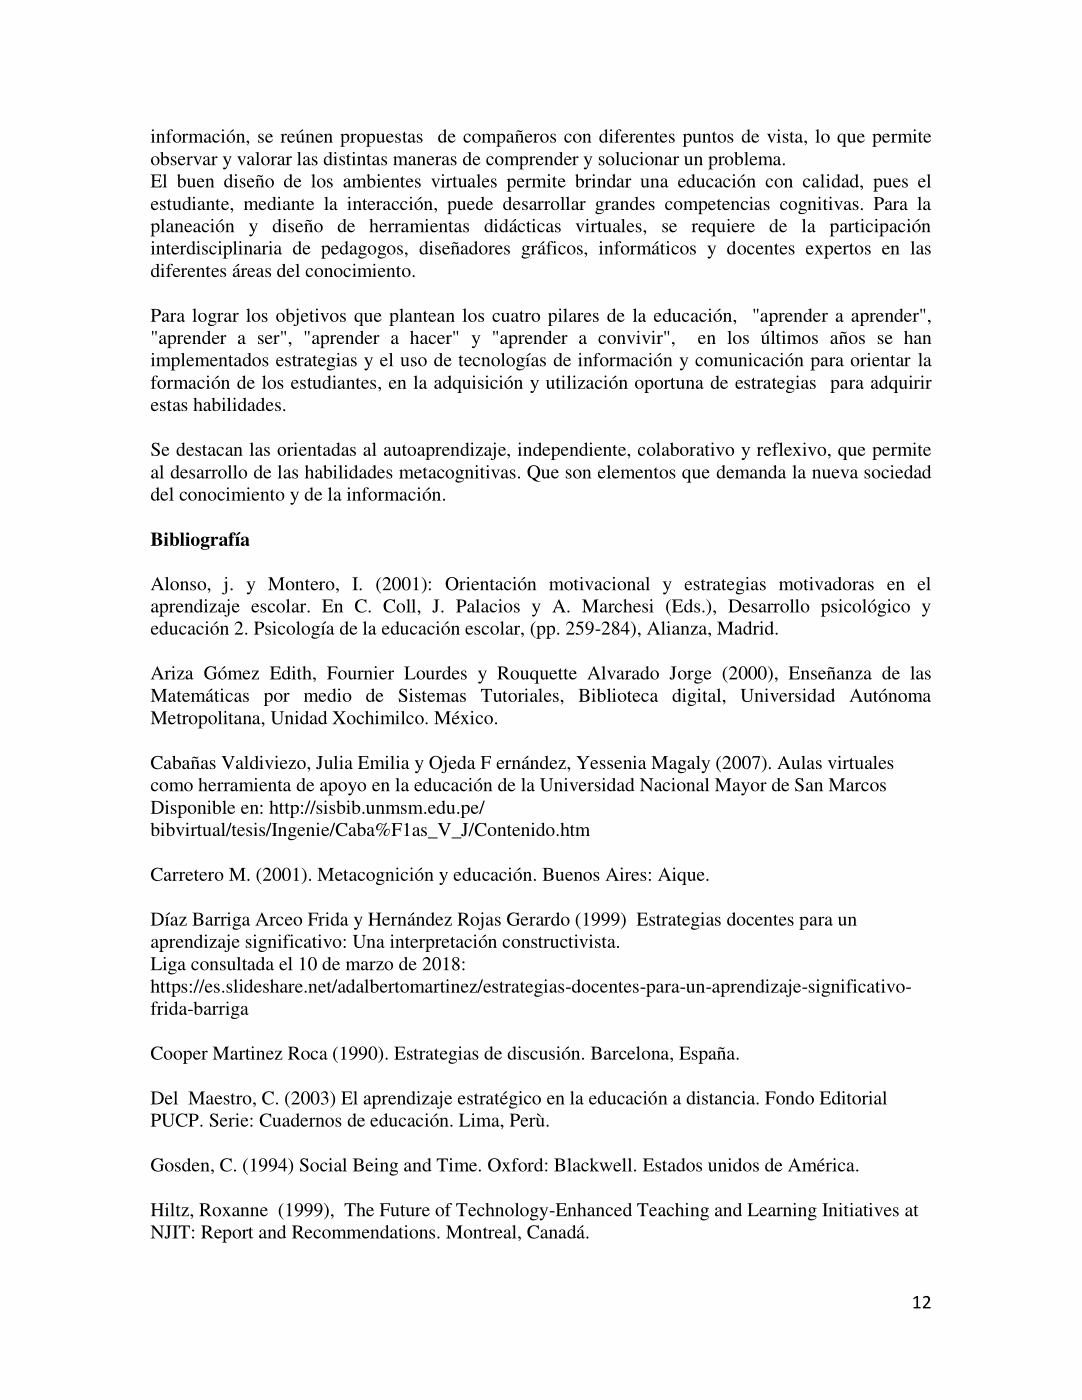 información, se reúnen propuestas  de compañeros con diferentes puntos de vista, lo que permite
observar y valorar las distintas maneras de comprender y solucionar un problema.
El buen diseño de los ambientes virtuales permite brindar una educación con calidad, pues el
estudiante, mediante la interacción, puede desarrollar grandes competencias cognitivas. Para la
planeación y diseño de herramientas didácticas virtuales, se requiere de la participación
interdisciplinaria de pedagogos, diseñadores gráficos, informáticos y docentes expertos en las
diferentes áreas del conocimiento.
Para lograr los objetivos que plantean los cuatro pilares de la educación,  "aprender a aprender",
"aprender a ser", "aprender a hacer" y "aprender a convivir",  en los últimos años se han
implementados estrategias y el uso de tecnologías de información y comunicación para orientar la
formación de los estudiantes, en la adquisición y utilización oportuna de estrategias  para adquirir
estas habilidades.
Se destacan las orientadas al autoaprendizaje, independiente, colaborativo y reflexivo, que permite
al desarrollo de las habilidades metacognitivas. Que son elementos que demanda la nueva sociedad
del conocimiento y de la información.
Bibliografía
Alonso, j. y Montero, I. (2001): Orientación motivacional y estrategias motivadoras en el
aprendizaje escolar. En C. Coll, J. Palacios y A. Marchesi (Eds.), Desarrollo psicológico y
educación 2. Psicología de la educación escolar, (pp. 259-284), Alianza, Madrid.
Ariza Gómez Edith, Fournier Lourdes y Rouquette Alvarado Jorge (2000), Enseñanza de las
Matemáticas por medio de Sistemas Tutoriales, Biblioteca digital, Universidad Autónoma
Metropolitana, Unidad Xochimilco. México.
Cabañas Valdiviezo, Julia Emilia y Ojeda F ernández, Yessenia Magaly (2007). Aulas virtuales
como herramienta de apoyo en la educación de la Universidad Nacional Mayor de San Marcos
Disponible en: http://sisbib.unmsm.edu.pe/
bibvirtual/tesis/Ingenie/Caba%F1as_V_J/Contenido.htm
Carretero M. (2001). Metacognición y educación. Buenos Aires: Aique.
Díaz Barriga Arceo Frida y Hernández Rojas Gerardo (1999)  Estrategias docentes para un
aprendizaje significativo: Una interpretación constructivista.
Liga consultada el 10 de marzo de 2018:
https://es.slideshare.net/adalbertomartinez/estrategias-docentes-para-un-aprendizaje-significativo-
frida-barriga
Cooper Martinez Roca (1990). Estrategias de discusión. Barcelona, España.
Del  Maestro, C. (2003) El aprendizaje estratégico en la educación a distancia. Fondo Editorial
PUCP. Serie: Cuadernos de educación. Lima, Perù.
Gosden, C. (1994) Social Being and Time. Oxford: Blackwell. Estados unidos de América.
Hiltz, Roxanne  (1999),  The Future of Technology-Enhanced Teaching and Learning Initiatives at
NJIT: Report and Recommendations. Montreal, Canadá.
12